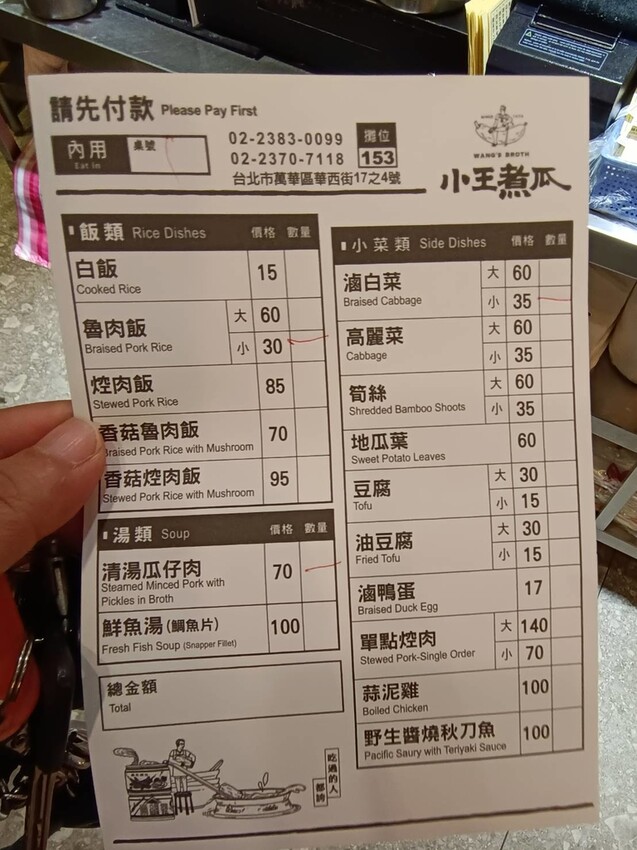 請先付款 Please Pay First
內用 Eat In
桌號
02-2383-0099
02-2370-7118
攤位
153
台北市萬華區華西街17之4號
WANG'S BROTH
小王煮瓜
飯類 Rice Dishes 價格 數量
白飯 15
Cooked Rice
魯肉飯 大 60
Braised Pork Rice 小 30
焢肉飯 85
Stewed Pork Rice
香菇魯肉飯 70
Braised Pork Rice with Mushroom
香菇焢肉飯 95
Stewed Pork Rice with Mushroom
湯類 Soup 價格 數量
清湯瓜仔肉 70
Steamed Minced Pork with
Pickles in Broth
鮮魚湯(鯛魚片) 100
Fresh Fish Soup (Snapper Fillet)
總金額
Total
吃過的人
都誇
小菜類 Side Dishes 價格 數量
滷白菜 大 60
Braised Cabbage 小 35
高麗菜 大 60
Cabbage 小 35
筍絲 大 60
Shredded Bamboo Shoots 小 35
地瓜葉 60
Sweet Potato Leaves
豆腐 大 30
Tofu 小 15
油豆腐 大 30
Fried Tofu 小 15
滷鴨蛋 17
Braised Duck Egg
單點焢肉 大 140
Stewed Pork-Single Order 小 70
蒜泥雞 100
Boiled Chicken
野生醬燒秋刀魚 100
Pacific Saury with Teriyaki Sauce